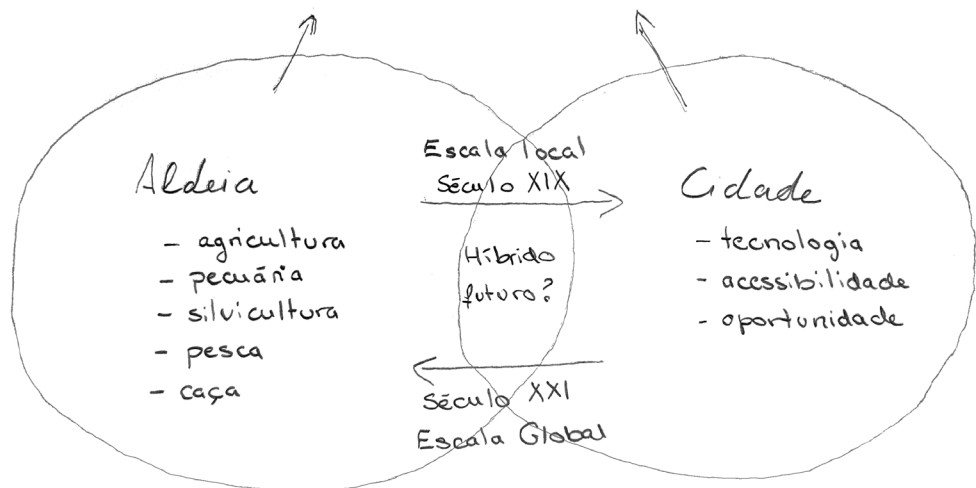 Aldeia
- agricultura
- pecuária
- silvicultura
- pesca
- caça
Escala local
Século XIX
Híbrido
futuro?
Século XXI
Escala Global
Cidade
- tecnologia
- acessibilidade
- oportunidade